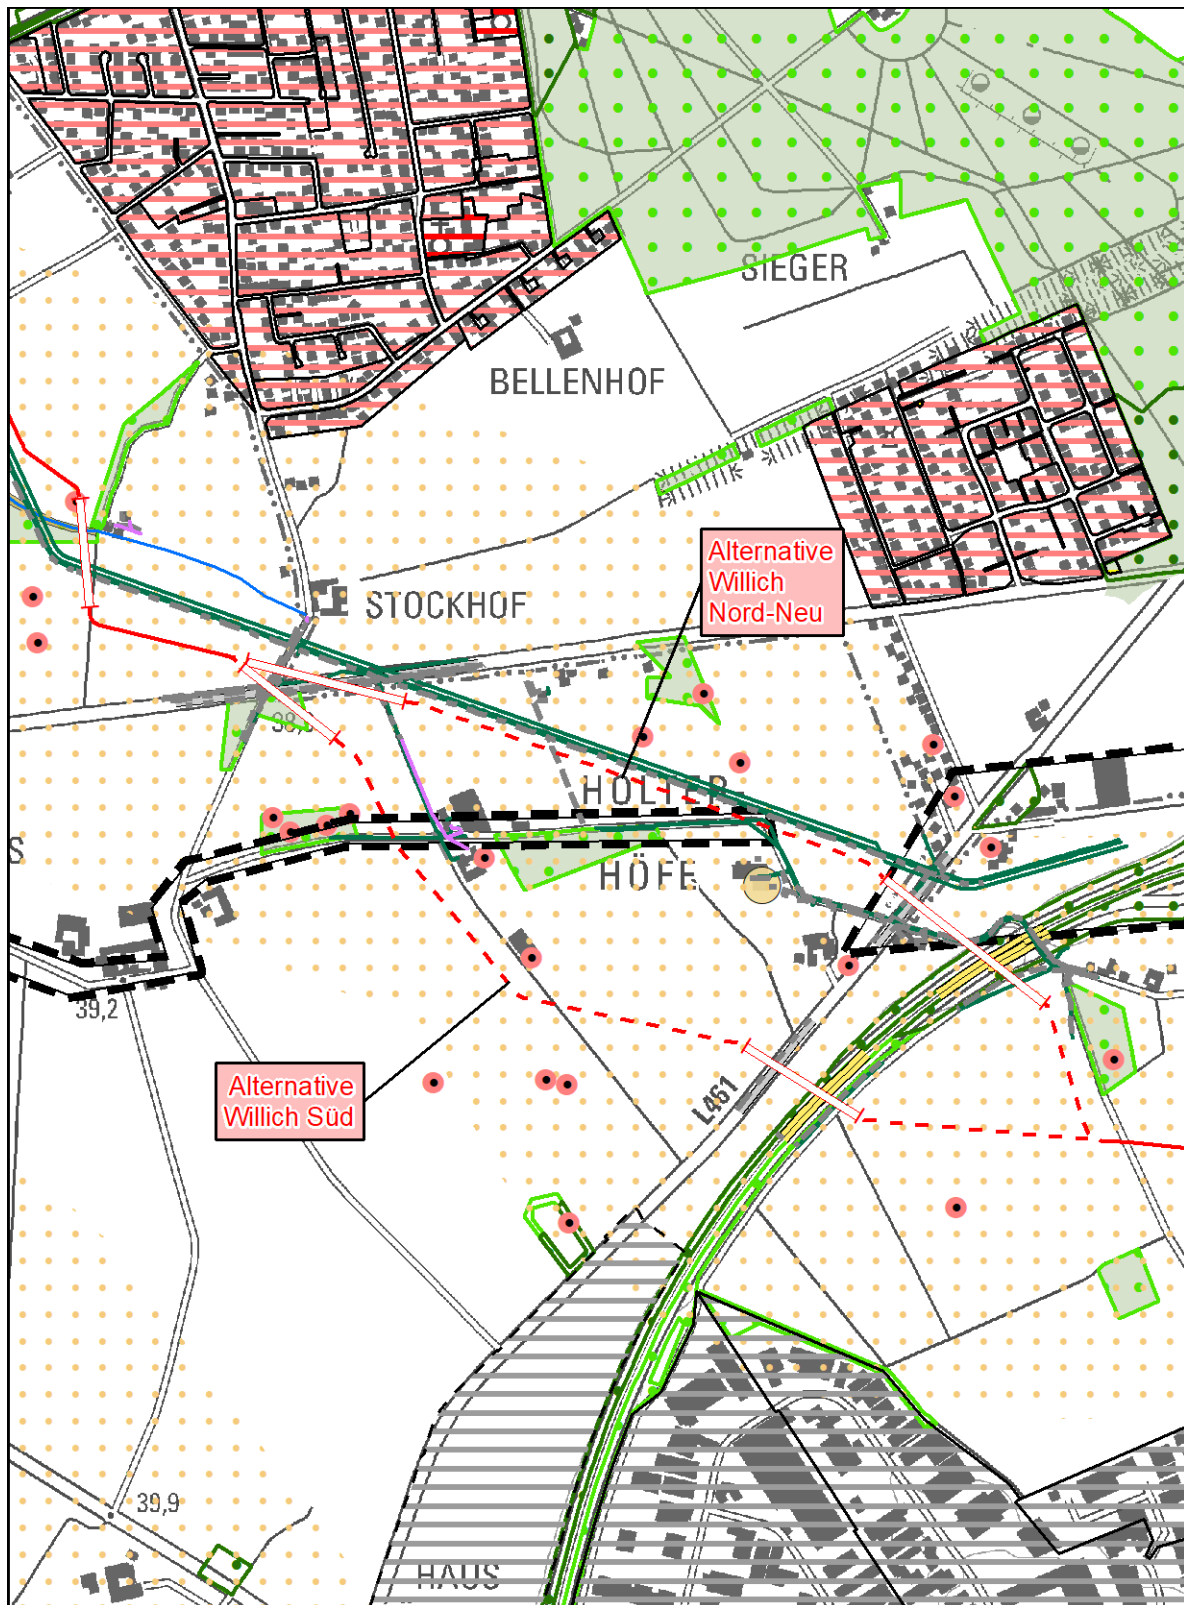 SIEGER
BELLENHOF
Alternative
Willich
Nord-Neu
STOCKHOF
HOLTER
S
HÖFE
39,2
Alternative
Willich Süd
L461
39,9
HAUS